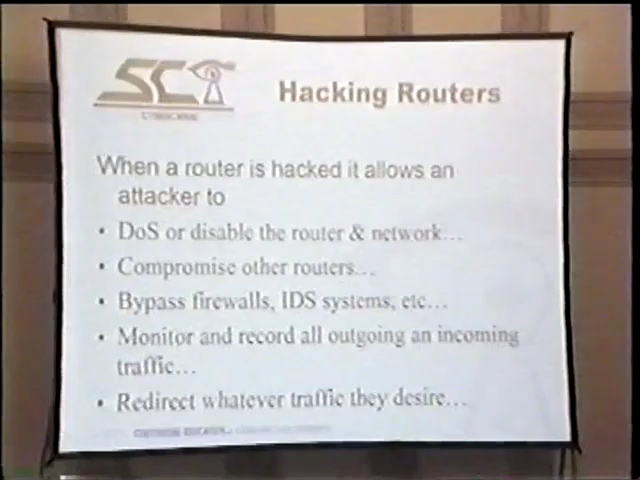 SCI
Hacking Routers
When a router is hacked it allows an
attacker to
• DoS or disable the router & network…
• Compromise other routers…
• Bypass firewalls, IDS systems, etc…
• Monitor and record all outgoing an incoming
traffic…
• Redirect whatever traffic they desire…